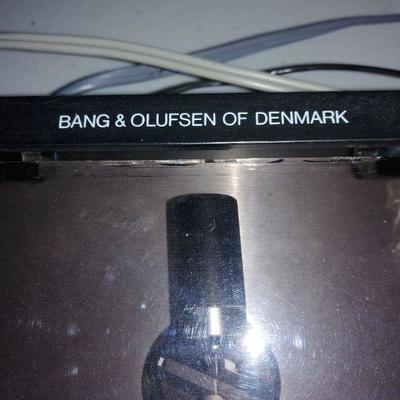 BANG & OLUFSEN OF DENMARK